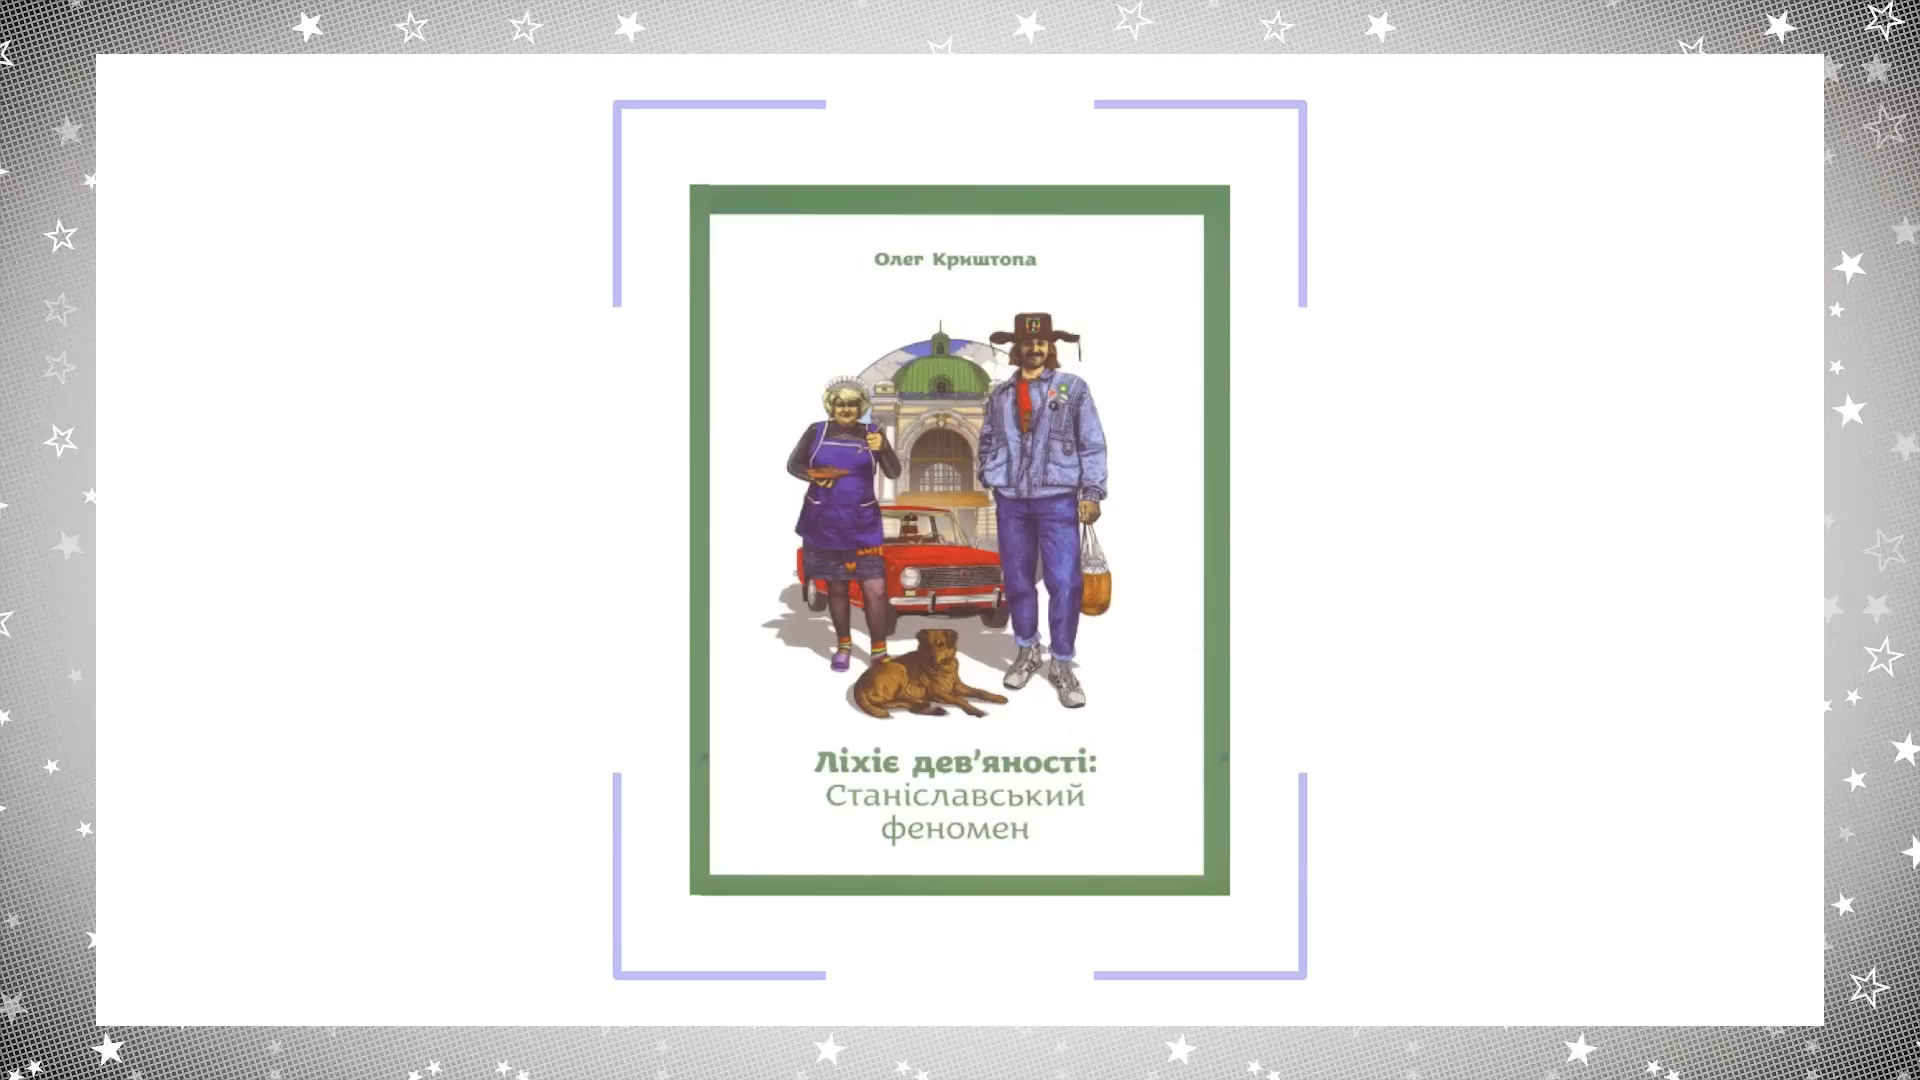 Олег Криштопа
Ліхіє дев’яності:
Станіславський
феномен